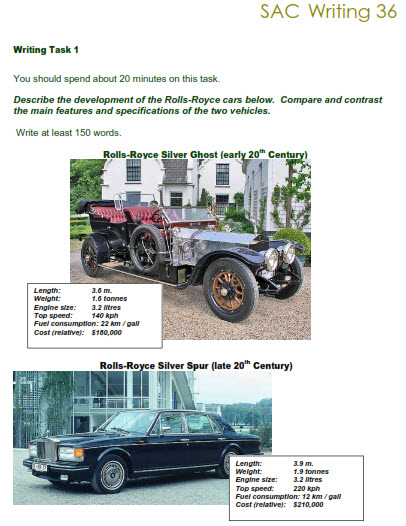 SAC Writing 36
Writing Task 1
You should spend about 20 minutes on this task.
Describe the development of the Rolls-Royce cars below. Compare and contrast
the main features and specifications of the two vehicles.
Write at least 150 words.
Rolls-Royce Silver Ghost (early 20th Century)
Length: 3.6 m.
Weight: 1.6 tonnes
Engine size: 3.2 litres
Top speed: 140 kph
Fuel consumption: 22 km / gall
Cost (relative): $160,000
Rolls-Royce Silver Spur (late 20th Century)
Length: 3.9 m.
Weight: 1.9 tonnes
Engine size: 3.2 litres
Top speed: 220 kph
Fuel consumption: 12 km / gall
Cost (relative): $210,000